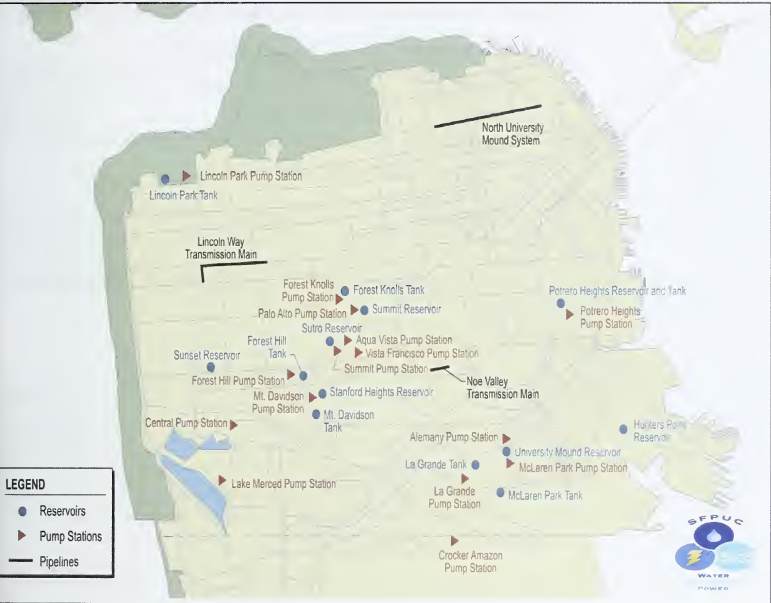 North University
Mound System
Lincoln Park Pump Station
Lincoln Park Tank
Lincoln Way
Transmission Main
Forest Knolls
Pump Station
Forest Knolls Tank
Palo Alto Pump Station
Summit Reservoir
Potrero Heights Reservoir and Tank
Potrero Heights
Pump Station
Sutro Reservoir
Aqua Vista Pump Station
Vista Francisco Pump Station
Summit Pump Station
Forest Hill
Tank
Sunset Reservoir
Forest Hill Pump Station
Noe Valley
Transmission Main
Mt. Davidson
Pump Station
Stanford Heights Reservoir
Mt. Davidson
Tank
Central Pump Station
Hunters Point
Reservoir
Alemany Pump Station
University Mound Reservoir
La Grande Tank
McLaren Park Pump Station
Lake Merced Pump Station
La Grande
Pump Station
McLaren Park Tank
Crocker Amazon
Pump Station
LEGEND
Reservoirs
Pump Stations
Pipelines
SFPUC
WATER
POWER